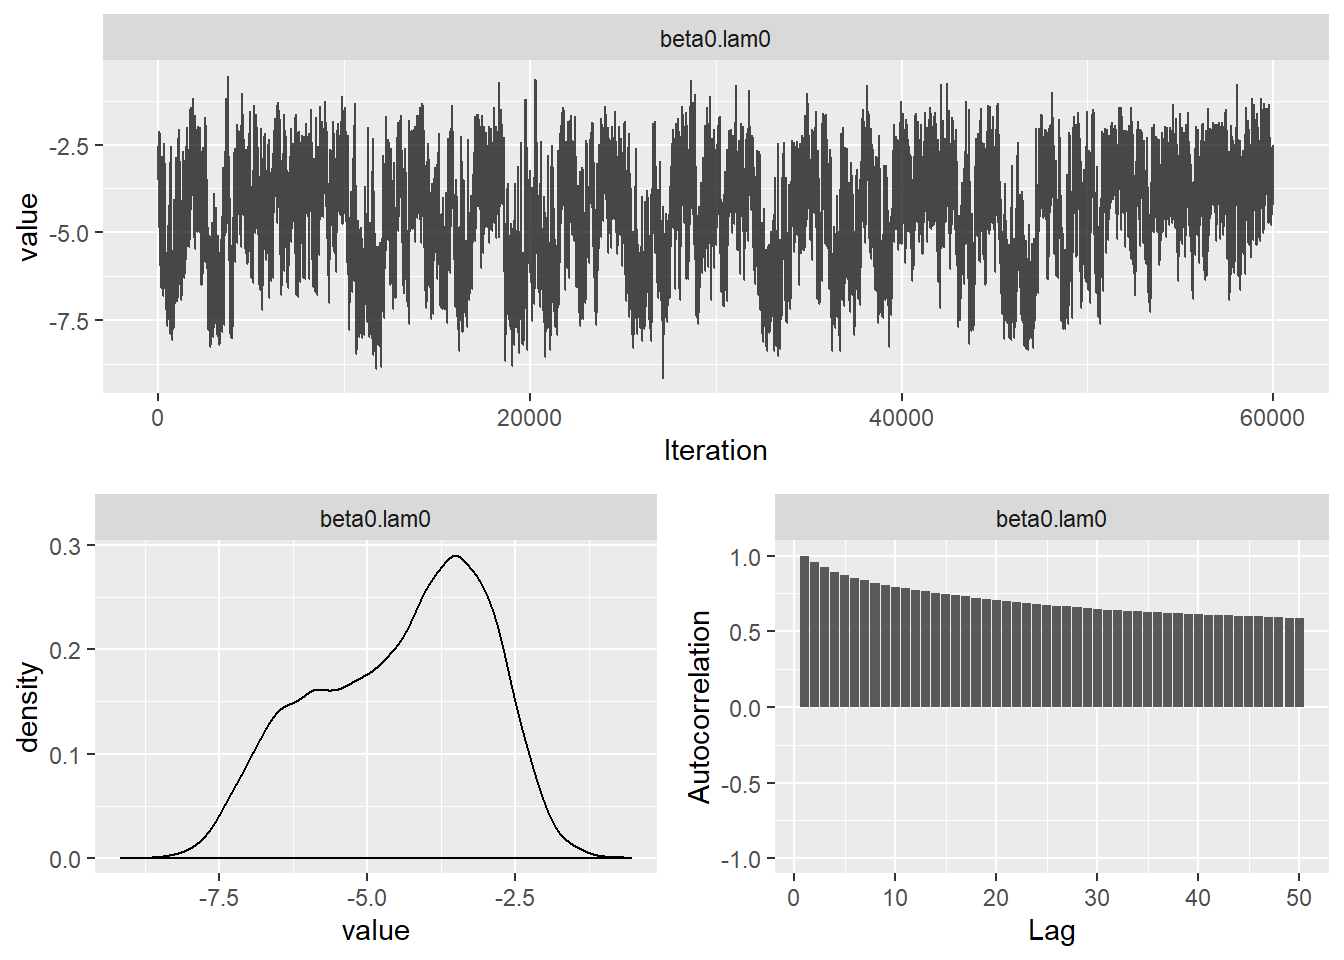 beta0.lam0
value
-2.5
-5.0
-7.5
0 20000 40000 60000
Iteration
beta0.lam0
density
0.3
0.2
0.1
0.0
-7.5 -5.0 -2.5
value
beta0.lam0
Autocorrelation
1.0
0.5
0.0
-0.5
-1.0
0 10 20 30 40 50
Lag